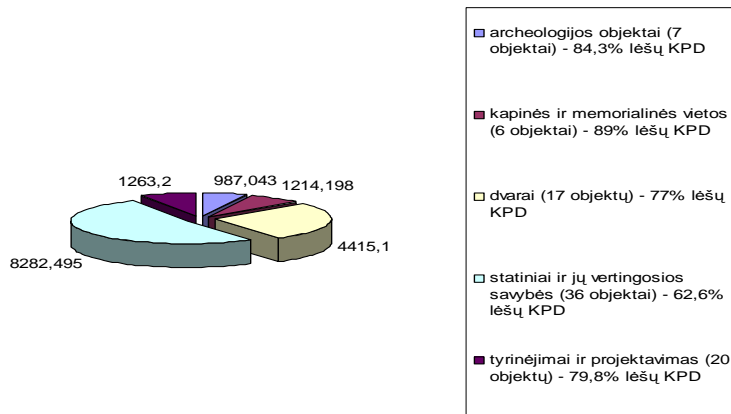 1263,2
987,043
1214,198
4415,1
8282,495
archeologijos objektai (7
objektai) - 84,3% lėšų KPD
kapinės ir memorialinės vietos
(6 objektai) - 89% lėšų KPD
dvarai (17 objektų) - 77% lėšų
KPD
statiniai ir jų vertingosios
savybės (36 objektai) - 62,6%
lėšų KPD
tyrinėjimai ir projektavimas (20
objektų) - 79,8% lėšų KPD